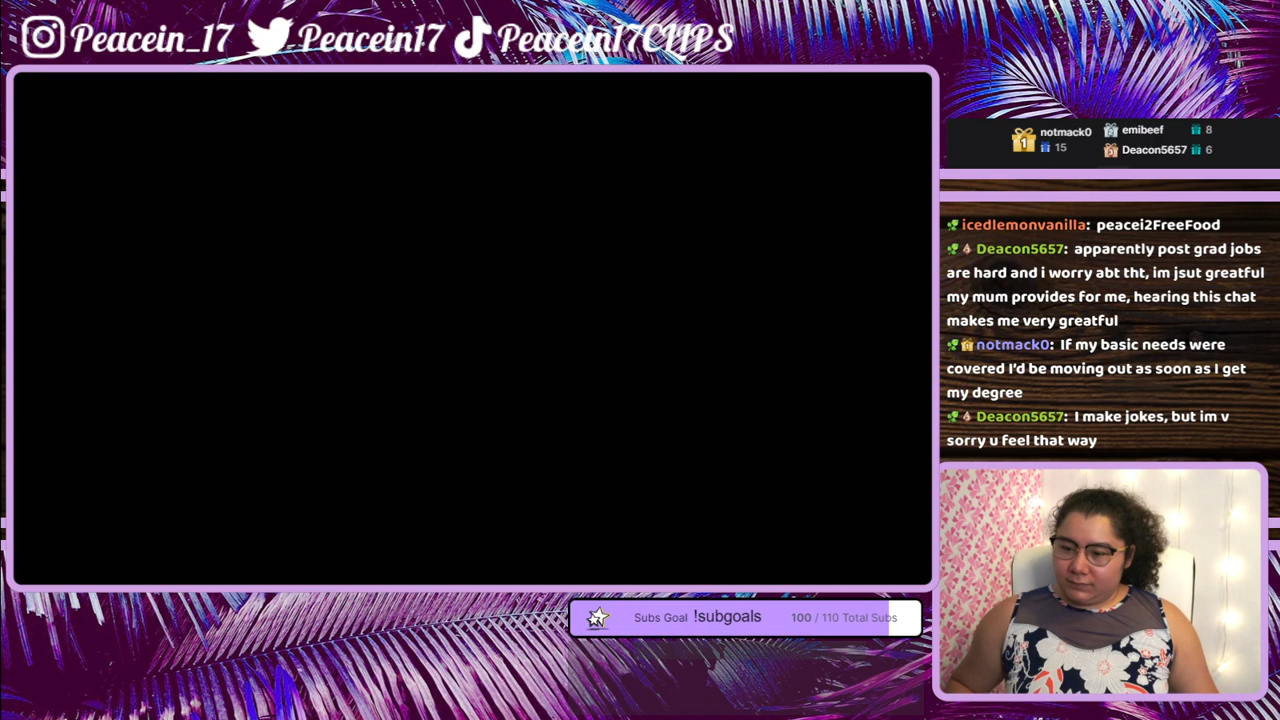 Peacein_17 Peacein17 Peacein17ClIPS
1 notmack0 15
emibeef 8
Deacon5657 6
icedlemonvanilla: peacei2FreeFood
Deacon5657: apparently post grad jobs
are hard and i worry abt tht, im jsut greatful
my mum provides for me, hearing this chat
makes me very greatful
notmack0: If my basic needs were
covered I'd be moving out as soon as I get
my degree
Deacon5657: I make jokes, but im v
sorry u feel that way
Subs Goal !subgoals 100 / 110 Total Subs